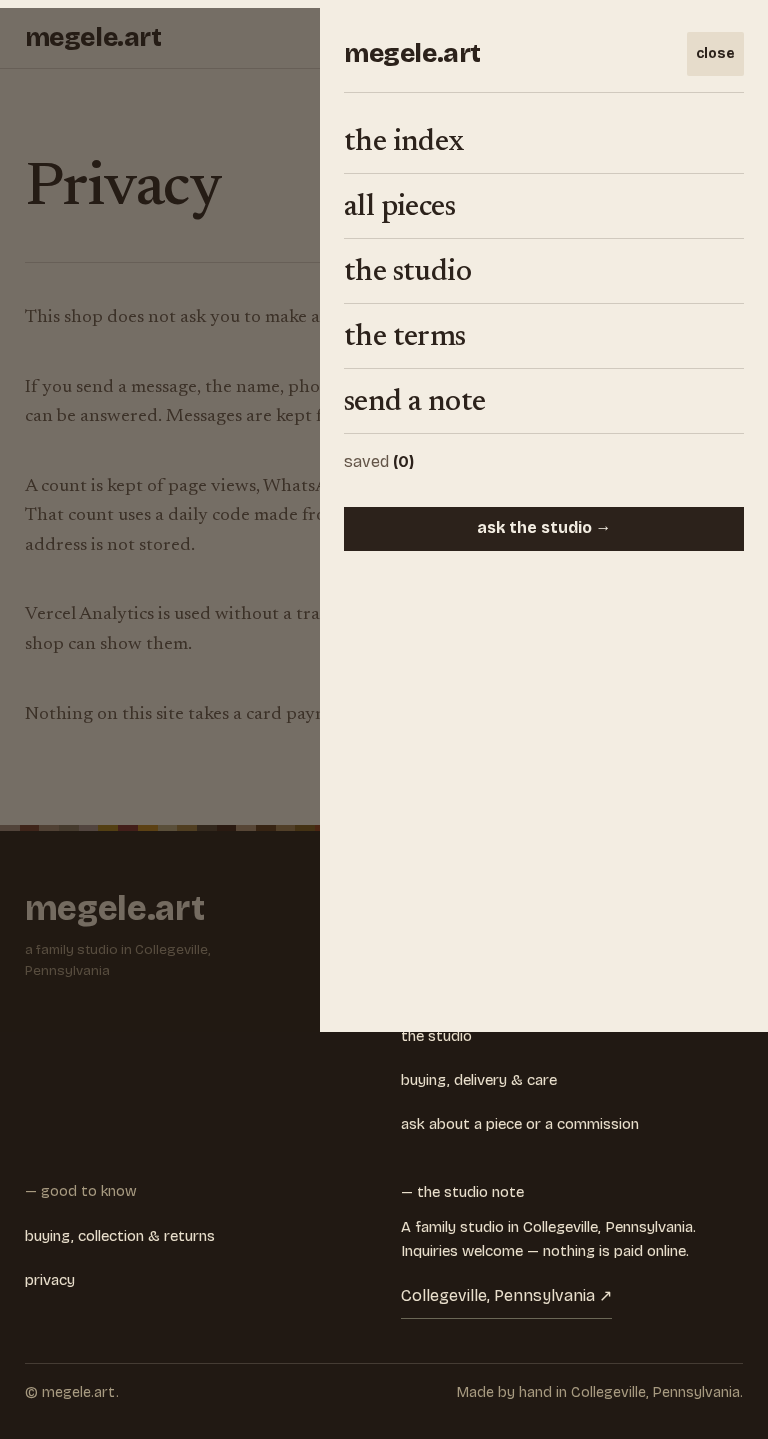 megele.art
megele.art
close
the index
all pieces
the studio
the terms
send a note
saved (0)
ask the studio →
Privacy
This shop does not ask you to make a
If you send a message, the name,
can be answered. Messages are kept
A count is kept of page views,
That count uses a daily code made
address is not stored.
Vercel Analytics is used without a
shop can show them.
Nothing on this site takes a card
megele.art
a family studio in Collegeville,
Pennsylvania
the studio
buying, delivery & care
ask about a piece or a commission
— good to know
buying, collection & returns
privacy
— the studio note
A family studio in Collegeville, Pennsylvania.
Inquiries welcome — nothing is paid online.
Collegeville, Pennsylvania ↗
© megele.art.
Made by hand in Collegeville, Pennsylvania.